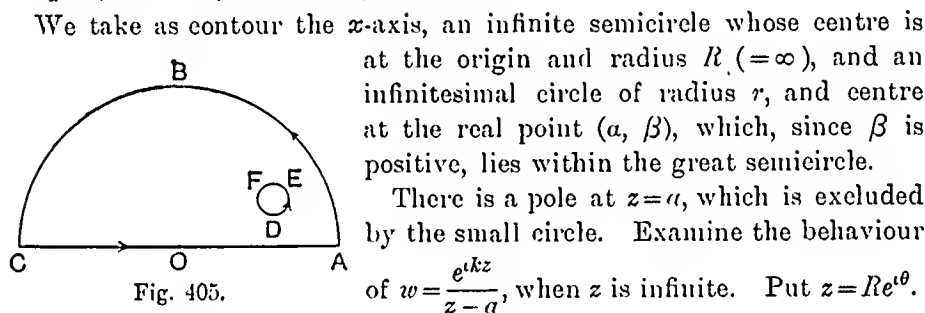 We take as contour the x-axis, an infinite semicircle whose centre is
at the origin and radius R (=∞), and an
infinitesimal circle of radius r, and centre
at the real point (α, β), which, since β is
positive, lies within the great semicircle.
There is a pole at z=a, which is excluded
by the small circle. Examine the behaviour
of w = e^{ιkz}/(z−a), when z is infinite. Put z=Re^{ιθ}.
B
F E
D
C O A
Fig. 405.